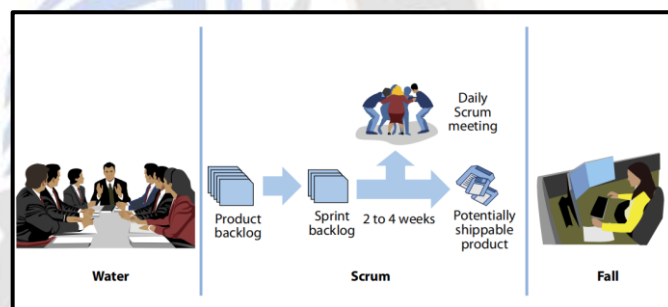 Daily
Scrum
meeting
Product
backlog
Sprint
backlog
2 to 4 weeks
Potentially
shippable
product
Water
Scrum
Fall